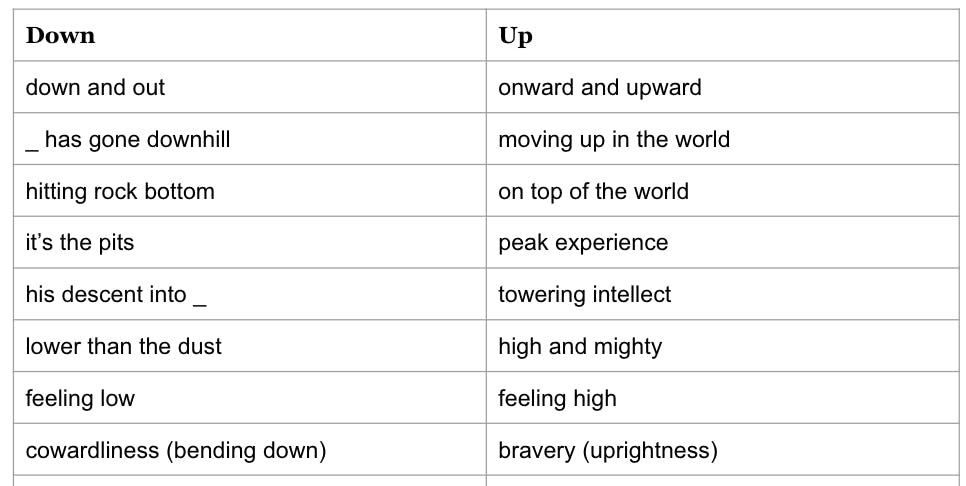 Down Up
down and out onward and upward
_ has gone downhill moving up in the world
hitting rock bottom on top of the world
it’s the pits peak experience
his descent into _ towering intellect
lower than the dust high and mighty
feeling low feeling high
cowardliness (bending down) bravery (uprightness)